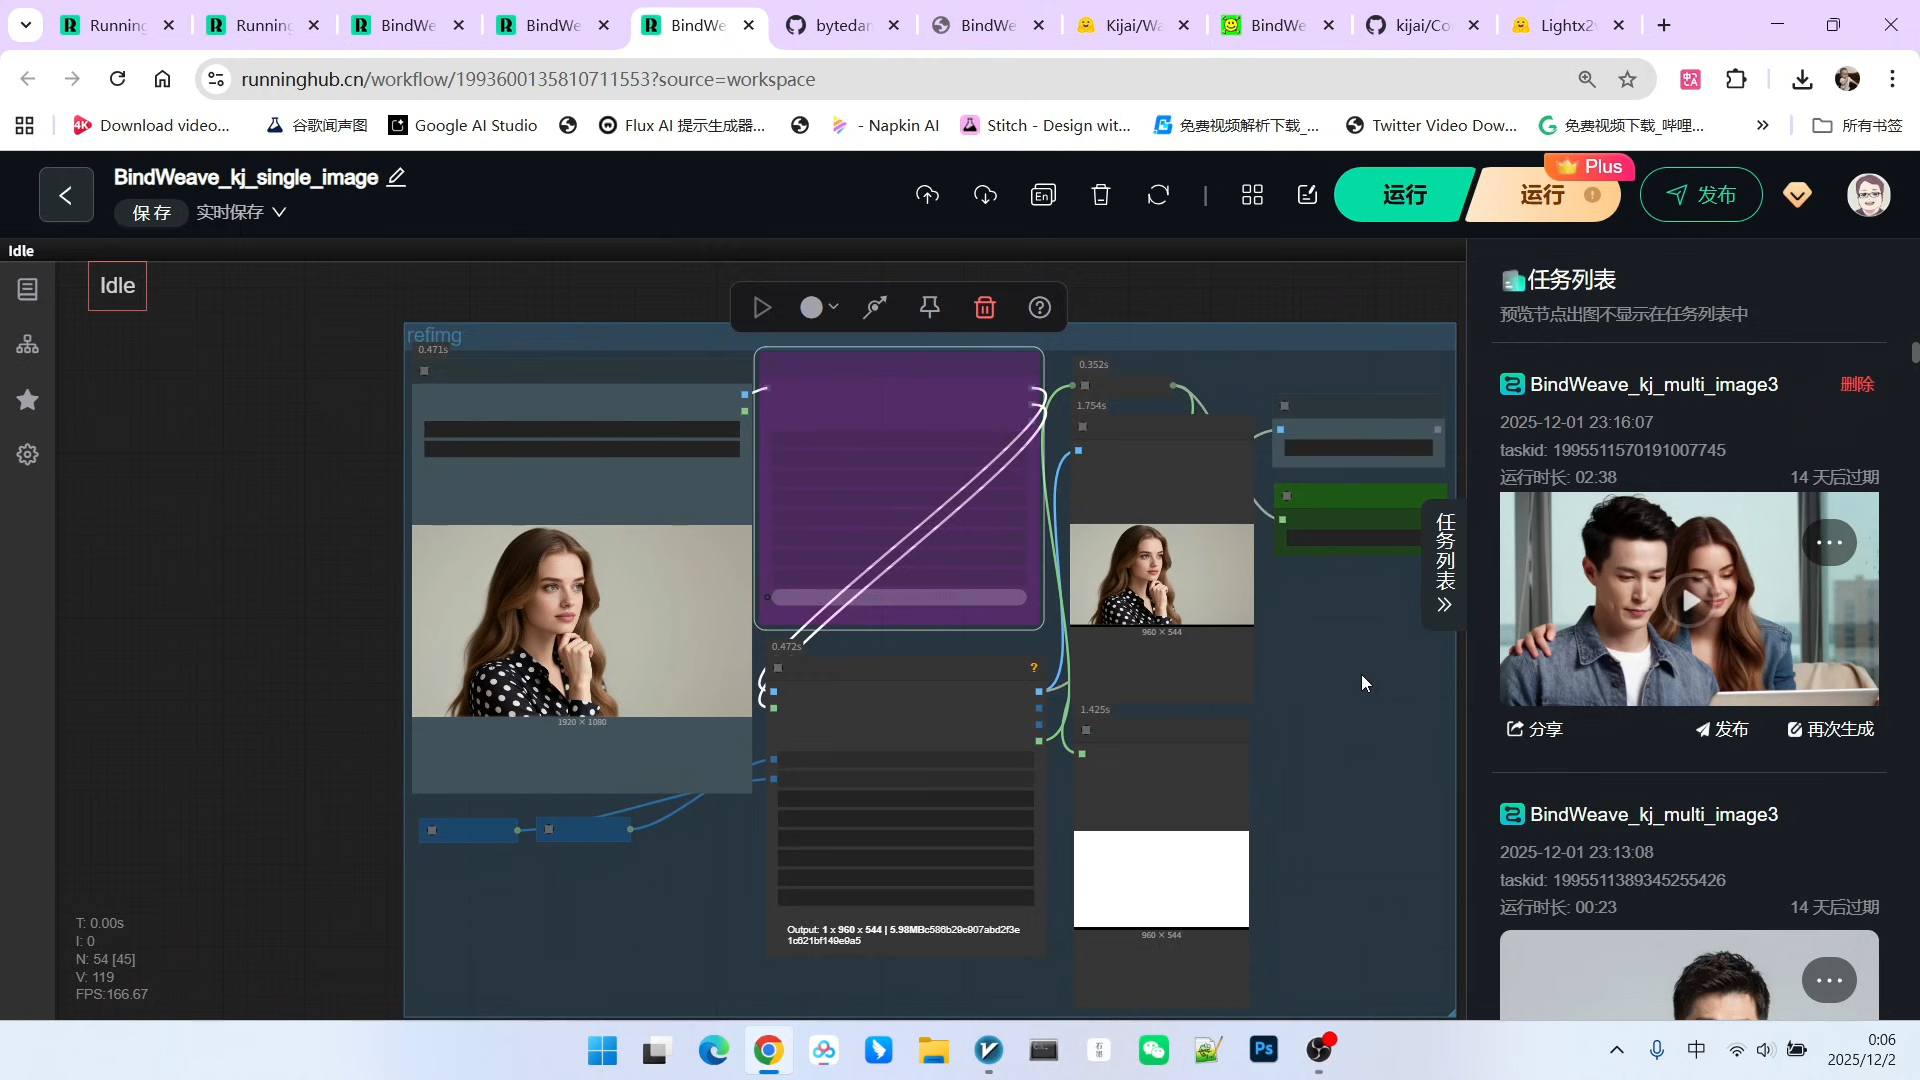 Running
Running
BindWe
BindWe
BindWe
bytedan
BindWe
Kijai/Wa
BindWe
kijai/Co
Lightx2v
runninghub.cn/workflow/1993600135810711553?source=workspace
Download video...
谷歌闻声图
Google AI Studio
Flux AI 提示生成器...
- Napkin AI
Stitch - Design wit...
免费视频解析下载_...
Twitter Video Dow...
免费视频下载_哔哩...
所有书签
BindWeave_kj_single_image
保存
实时保存
En
运行
运行
Plus
发布
Idle
Idle
refimg
0.471s
0.352s
1.754s
1920 × 1080
960 × 544
0.472s
?
1.425s
960 × 544
Output: 1 x 960 x 544 | 5.98MBc586b29c907abd2f3e
1c621bf149e9a5
T: 0.00s
I: 0
N: 54 [45]
V: 119
FPS:166.67
任务列表
任务列表
预览节点出图不显示在任务列表中
BindWeave_kj_multi_image3
删除
2025-12-01 23:16:07
taskid: 1995511570191007745
运行时长: 02:38
14 天后过期
分享
发布
再次生成
BindWeave_kj_multi_image3
2025-12-01 23:13:08
taskid: 1995511389345255426
运行时长: 00:23
14 天后过期
Ps
中
0:06
2025/12/2